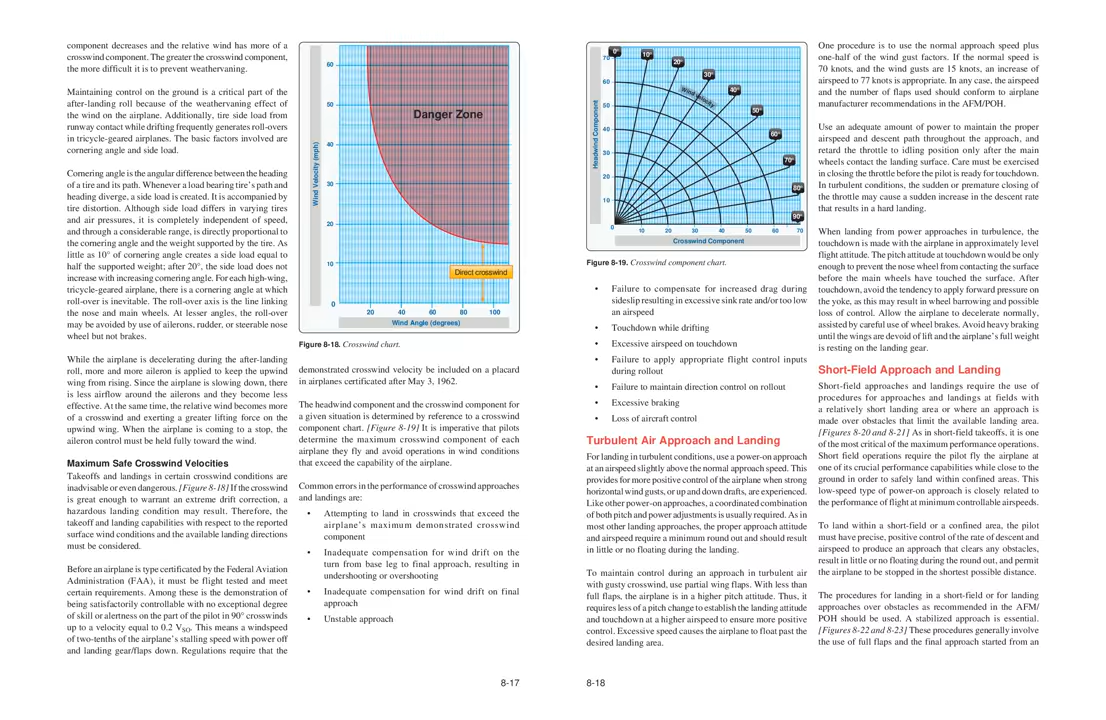 component decreases and the relative wind has more of a
crosswind component. The greater the crosswind component,
the more difficult it is to prevent weathervaning.
Maintaining control on the ground is a critical part of the
after-landing roll because of the weathervaning effect of
the wind on the airplane. Additionally, tire side load from
runway contact while drifting frequently generates roll-overs
in tricycle-geared airplanes. The basic factors involved are
cornering angle and side load.
Cornering angle is the angular difference between the heading
of a tire and its path. Whenever a load bearing tire's path and
heading diverge, a side load is created. It is accompanied by
tire distortion. Although side load differs in varying tires
and air pressures, it is completely independent of speed,
and through a considerable range, is directly proportional to
the cornering angle and the weight supported by the tire. As
little as 10° of cornering angle creates a side load equal to
half the supported weight; after 20°, the side load does not
increase with increasing cornering angle. For each high-wing,
tricycle-geared airplane, there is a cornering angle at which
roll-over is inevitable. The roll-over axis is the line linking
the nose and main wheels. At lesser angles, the roll-over
may be avoided by use of ailerons, rudder, or steerable nose
wheel but not brakes.
While the airplane is decelerating during the after-landing
roll, more and more aileron is applied to keep the upwind
wing from rising. Since the airplane is slowing down, there
is less airflow around the ailerons and they become less
effective. At the same time, the relative wind becomes more
of a crosswind and exerting a greater lifting force on the
upwind wing. When the airplane is coming to a stop, the
aileron control must be held fully toward the wind.
Maximum Safe Crosswind Velocities
Takeoffs and landings in certain crosswind conditions are
inadvisable or even dangerous. [Figure 8-18] If the crosswind
is great enough to warrant an extreme drift correction, a
hazardous landing condition may result. Therefore, the
takeoff and landing capabilities with respect to the reported
surface wind conditions and the available landing directions
must be considered.
Before an airplane is type certificated by the Federal Aviation
Administration (FAA), it must be flight tested and meet
certain requirements. Among these is the demonstration of
being satisfactorily controllable with no exceptional degree
of skill or alertness on the part of the pilot in 90° crosswinds
up to a velocity equal to 0.2 VSO. This means a windspeed
of two-tenths of the airplane's stalling speed with power off
and landing gear/flaps down. Regulations require that the
60
50
40
30
20
10
0
Wind Velocity (mph)
Danger Zone
Direct crosswind
20 40 60 80 100
Wind Angle (degrees)
Figure 8-18. Crosswind chart.
demonstrated crosswind velocity be included on a placard
in airplanes certificated after May 3, 1962.
The headwind component and the crosswind component for
a given situation is determined by reference to a crosswind
component chart. [Figure 8-19] It is imperative that pilots
determine the maximum crosswind component of each
airplane they fly and avoid operations in wind conditions
that exceed the capability of the airplane.
Common errors in the performance of crosswind approaches
and landings are:
• Attempting to land in crosswinds that exceed the
airplane's maximum demonstrated crosswind
component
• Inadequate compensation for wind drift on the
turn from base leg to final approach, resulting in
undershooting or overshooting
• Inadequate compensation for wind drift on final
approach
• Unstable approach
8-17
70
60
50
40
30
20
10
0
Headwind Component
0°
10°
20°
30°
40°
50°
60°
70°
80°
90°
Wind Velocity
10 20 30 40 50 60 70
Crosswind Component
Figure 8-19. Crosswind component chart.
• Failure to compensate for increased drag during
sideslip resulting in excessive sink rate and/or too low
an airspeed
• Touchdown while drifting
• Excessive airspeed on touchdown
• Failure to apply appropriate flight control inputs
during rollout
• Failure to maintain direction control on rollout
• Excessive braking
• Loss of aircraft control
Turbulent Air Approach and Landing
For landing in turbulent conditions, use a power-on approach
at an airspeed slightly above the normal approach speed. This
provides for more positive control of the airplane when strong
horizontal wind gusts, or up and down drafts, are experienced.
Like other power-on approaches, a coordinated combination
of both pitch and power adjustments is usually required. As in
most other landing approaches, the proper approach attitude
and airspeed require a minimum round out and should result
in little or no floating during the landing.
To maintain control during an approach in turbulent air
with gusty crosswind, use partial wing flaps. With less than
full flaps, the airplane is in a higher pitch attitude. Thus, it
requires less of a pitch change to establish the landing attitude
and touchdown at a higher airspeed to ensure more positive
control. Excessive speed causes the airplane to float past the
desired landing area.
8-18
One procedure is to use the normal approach speed plus
one-half of the wind gust factors. If the normal speed is
70 knots, and the wind gusts are 15 knots, an increase of
airspeed to 77 knots is appropriate. In any case, the airspeed
and the number of flaps used should conform to airplane
manufacturer recommendations in the AFM/POH.
Use an adequate amount of power to maintain the proper
airspeed and descent path throughout the approach, and
retard the throttle to idling position only after the main
wheels contact the landing surface. Care must be exercised
in closing the throttle before the pilot is ready for touchdown.
In turbulent conditions, the sudden or premature closing of
the throttle may cause a sudden increase in the descent rate
that results in a hard landing.
When landing from power approaches in turbulence, the
touchdown is made with the airplane in approximately level
flight attitude. The pitch attitude at touchdown would be only
enough to prevent the nose wheel from contacting the surface
before the main wheels have touched the surface. After
touchdown, avoid the tendency to apply forward pressure on
the yoke, as this may result in wheel barrowing and possible
loss of control. Allow the airplane to decelerate normally,
assisted by careful use of wheel brakes. Avoid heavy braking
until the wings are devoid of lift and the airplane's full weight
is resting on the landing gear.
Short-Field Approach and Landing
Short-field approaches and landings require the use of
procedures for approaches and landings at fields with
a relatively short landing area or where an approach is
made over obstacles that limit the available landing area.
[Figures 8-20 and 8-21] As in short-field takeoffs, it is one
of the most critical of the maximum performance operations.
Short field operations require the pilot fly the airplane at
one of its crucial performance capabilities while close to the
ground in order to safely land within confined areas. This
low-speed type of power-on approach is closely related to
the performance of flight at minimum controllable airspeeds.
To land within a short-field or a confined area, the pilot
must have precise, positive control of the rate of descent and
airspeed to produce an approach that clears any obstacles,
result in little or no floating during the round out, and permit
the airplane to be stopped in the shortest possible distance.
The procedures for landing in a short-field or for landing
approaches over obstacles as recommended in the AFM/
POH should be used. A stabilized approach is essential.
[Figures 8-22 and 8-23] These procedures generally involve
the use of full flaps and the final approach started from an